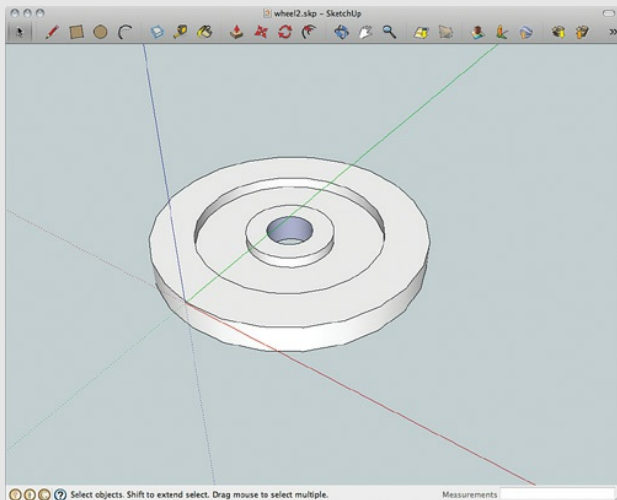 wheel2.skp - SketchUp
Select objects. Shift to extend select. Drag mouse to select multiple.
Measurements